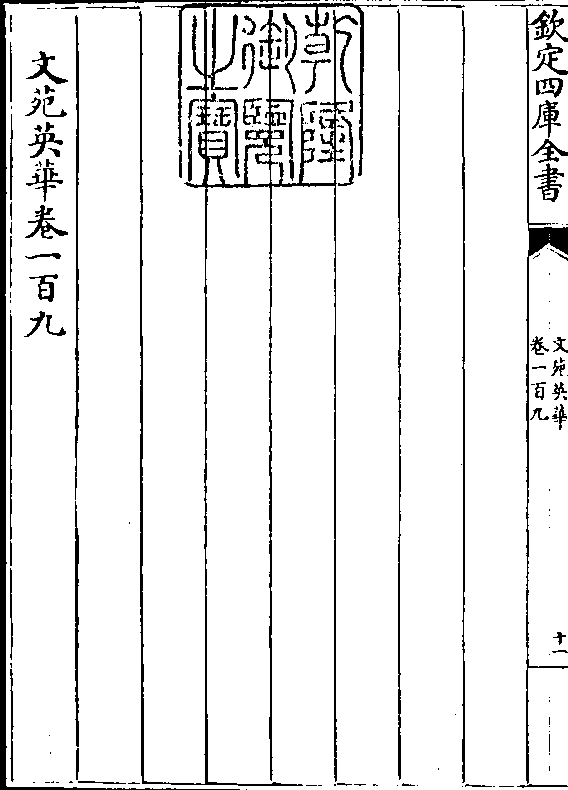 欽定四庫全書
文苑英華
卷一百九
十一
乾隆
御覽
之寶
文苑英華卷一百九